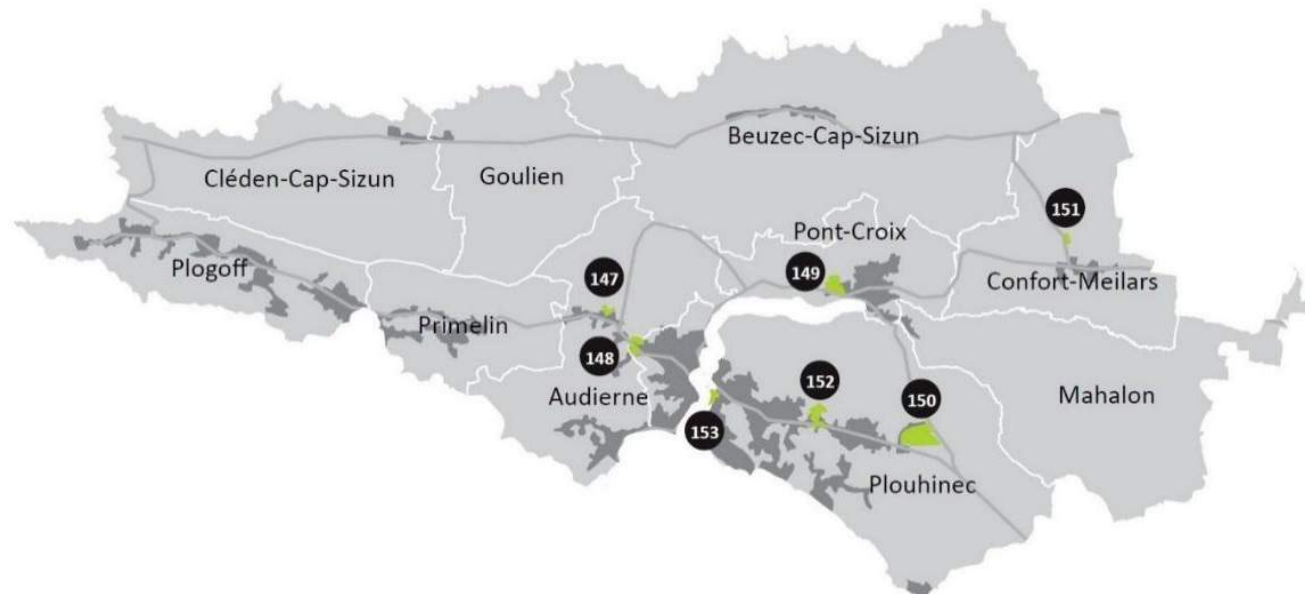 Beuzec-Cap-Sizun
Cléden-Cap-Sizun
Goulien
151
Pont-Croix
Plogoff
147
149
Confort-Meilars
Primelin
148
Audierne
152
150
Mahalon
153
Plouhinec